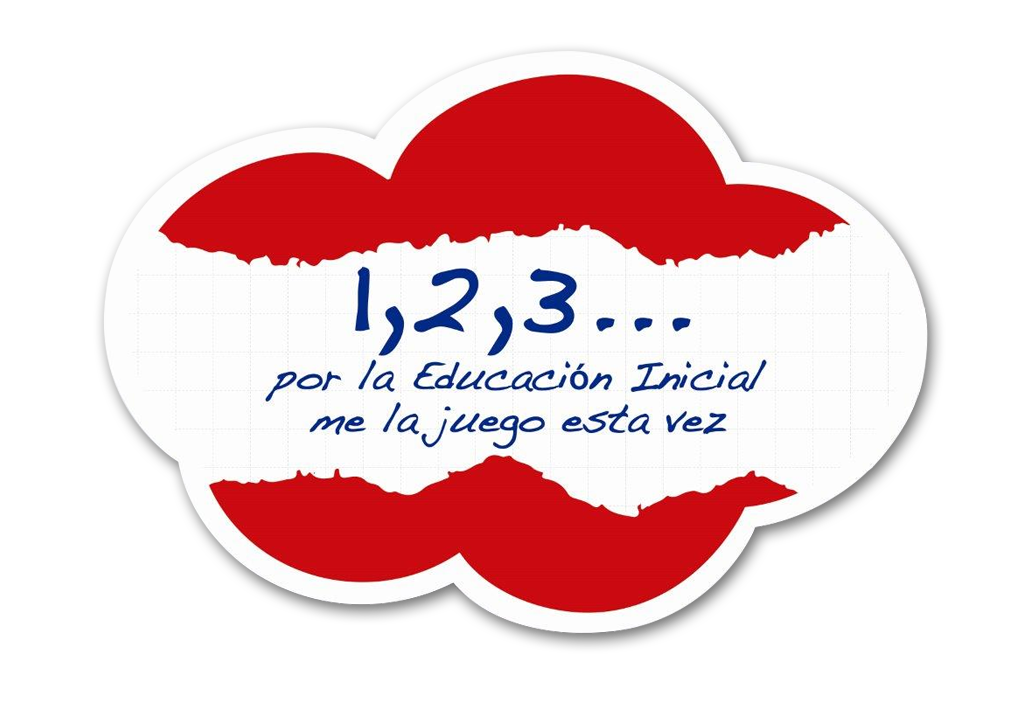 1,2,3...
por la Educación Inicial
me la juego esta vez